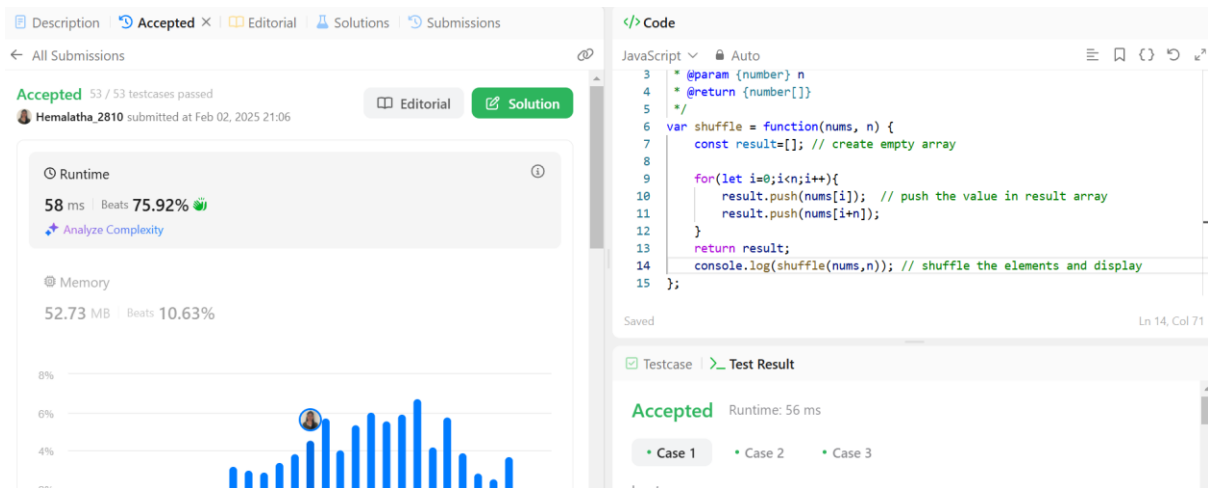 Description Accepted Editorial Solutions Submissions
All Submissions
Accepted 53 / 53 testcases passed
Hemalatha_2810 submitted at Feb 02, 2025 21:06
Editorial Solution
Runtime
58 ms Beats 75.92%
Analyze Complexity
Memory
52.73 MB Beats 10.63%
8%
6%
4%
</> Code
JavaScript Auto
3 * @param {number} n
4 * @return {number[]}
5 */
6 var shuffle = function(nums, n) {
7 const result=[]; // create empty array
8
9 for(let i=0;i<n;i++){
10 result.push(nums[i]); // push the value in result array
11 result.push(nums[i+n]);
12 }
13 return result;
14 console.log(shuffle(nums,n)); // shuffle the elements and display
15 };
Saved Ln 14, Col 71
Testcase >_ Test Result
Accepted Runtime: 56 ms
• Case 1 • Case 2 • Case 3